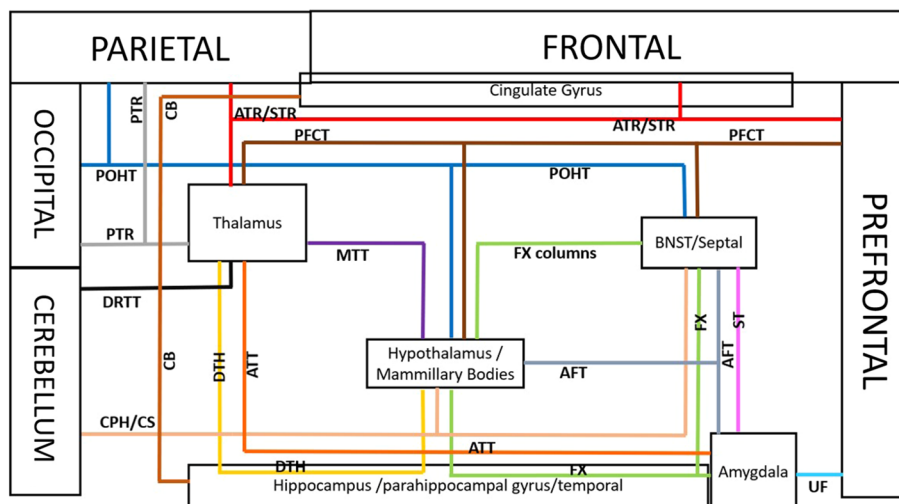 PARIETAL
FRONTAL
Cingulate Gyrus
PTR
CB
ATR/STR
ATR/STR
OCCIPITAL
PFCT
PFCT
POHT
POHT
PREFRONTAL
Thalamus
BNST/Septal
PTR
MTT
FX columns
DRTT
CEREBELLUM
FX
ST
Hypothalamus /
Mammillary Bodies
CB
DTH
ATT
AFT
AFT
CPH/CS
ATT
DTH
FX
Amygdala
Hippocampus /parahippocampal gyrus/temporal
UF